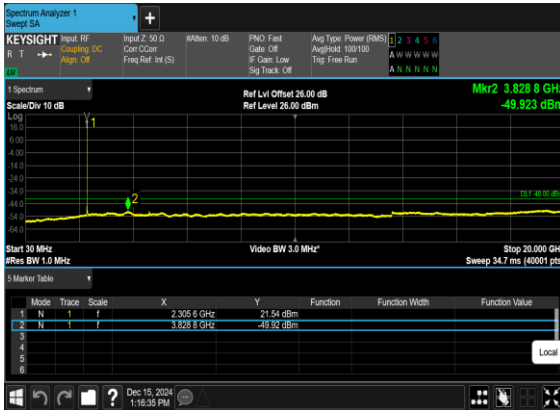 Spectrum Analyzer 1
Swept SA
+
KEYSIGHT Input: RF Input Z: 50 Ω #Atten: 10 dB PNO: Fast Avg Type: Power (RMS) 1 2 3 4 5 6
R T Coupling: DC Corr CCorr Gate: Off Avg|Hold: 100/100 A W W W W W
Align: Off Freq Ref: Int (S) IF Gain: Low Trig: Free Run
Sig Track: Off A N N N N N
1 Spectrum Ref Lvl Offset 26.00 dB Mkr2 3.828 8 GHz
Scale/Div 10 dB Ref Level 26.00 dBm -49.923 dBm
Log
16.0
6.00
-4.00
-14.0
-24.0
-34.0
-44.0
-54.0
-64.0
1
2
Start 30 MHz Video BW 3.0 MHz* Stop 20.000 GHz
#Res BW 1.0 MHz Sweep 34.7 ms (40001 pts)
5 Marker Table
Mode Trace Scale X Y Function Function Width Function Value
1 N 1 f 2.305 6 GHz 21.54 dBm
2 N 1 f 3.828 8 GHz -49.92 dBm
3
4
5
6
Local
? Dec 15, 2024
1:16:35 PM